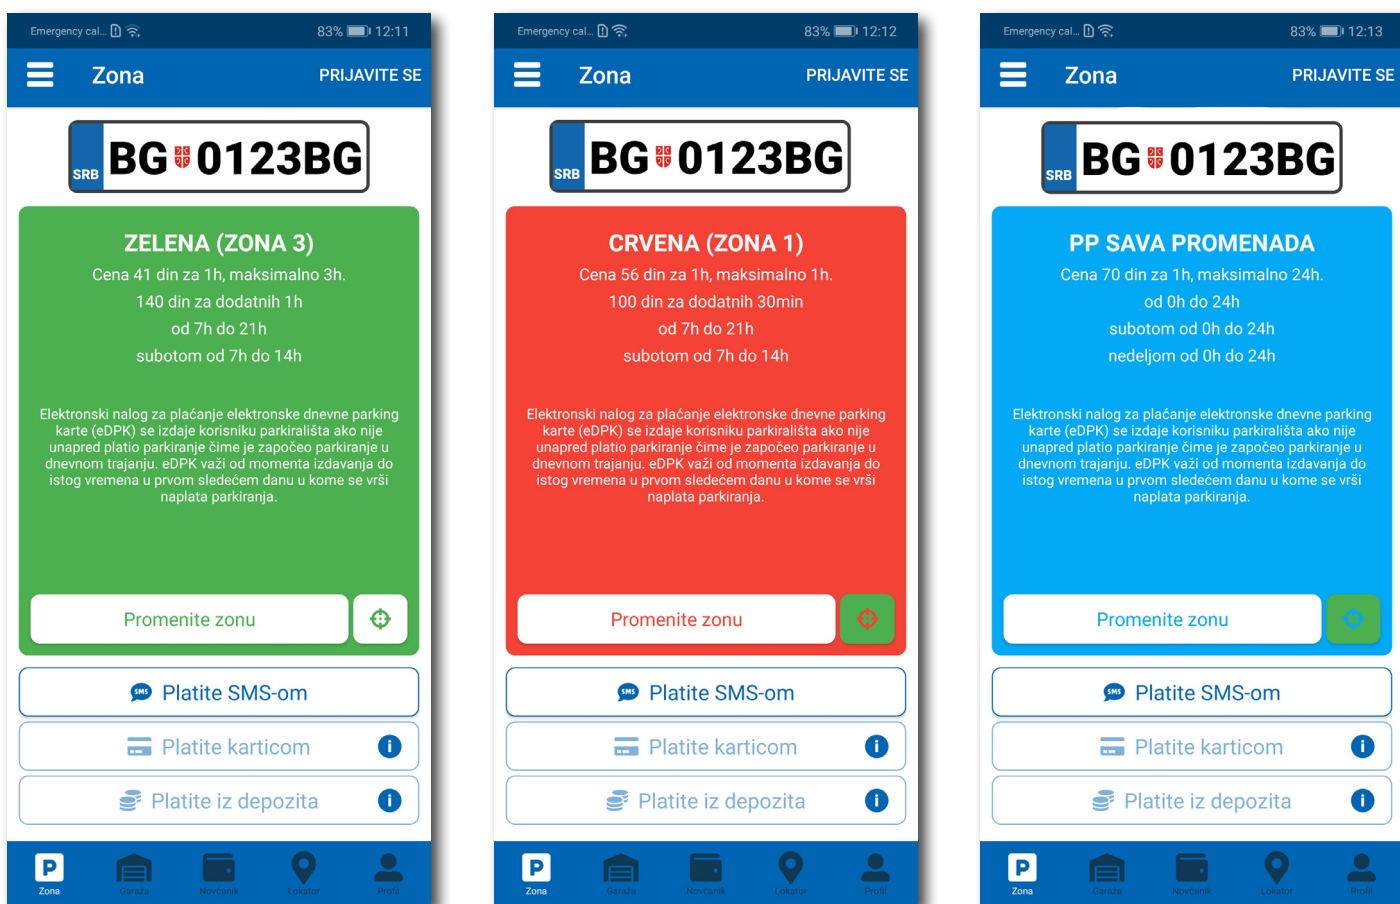 Emergency cal... 83% 12:11
Zona PRIJAVITE SE
SRB BG 0123BG
ZELENA (ZONA 3)
Cena 41 din za 1h, maksimalno 3h.
140 din za dodatnih 1h
od 7h do 21h
subotom od 7h do 14h
Elektronski nalog za plaćanje elektronske dnevne parking
karte (eDPK) se izdaje korisniku parkirališta ako nije
unapred platio parkiranje čime je započeo parkiranje u
dnevnom trajanju. eDPK važi od momenta izdavanja do
istog vremena u prvom sledećem danu u kome se vrši
naplata parkiranja.
Promenite zonu
SMS Platite SMS-om
Platite karticom i
Platite iz depozita i
P
Zona Garaža Novčanik Lokator Profil
Emergency cal... 83% 12:12
Zona PRIJAVITE SE
SRB BG 0123BG
CRVENA (ZONA 1)
Cena 56 din za 1h, maksimalno 1h.
100 din za dodatnih 30min
od 7h do 21h
subotom od 7h do 14h
Elektronski nalog za plaćanje elektronske dnevne parking
karte (eDPK) se izdaje korisniku parkirališta ako nije
unapred platio parkiranje čime je započeo parkiranje u
dnevnom trajanju. eDPK važi od momenta izdavanja do
istog vremena u prvom sledećem danu u kome se vrši
naplata parkiranja.
Promenite zonu
SMS Platite SMS-om
Platite karticom i
Platite iz depozita i
P
Zona Garaža Novčanik Lokator Profil
Emergency cal... 83% 12:13
Zona PRIJAVITE SE
SRB BG 0123BG
PP SAVA PROMENADA
Cena 70 din za 1h, maksimalno 24h.
od 0h do 24h
subotom od 0h do 24h
nedeljom od 0h do 24h
Elektronski nalog za plaćanje elektronske dnevne parking
karte (eDPK) se izdaje korisniku parkirališta ako nije
unapred platio parkiranje čime je započeo parkiranje u
dnevnom trajanju. eDPK važi od momenta izdavanja do
istog vremena u prvom sledećem danu u kome se vrši
naplata parkiranja.
Promenite zonu
SMS Platite SMS-om
Platite karticom i
Platite iz depozita i
P
Zona Garaža Novčanik Lokator Profil